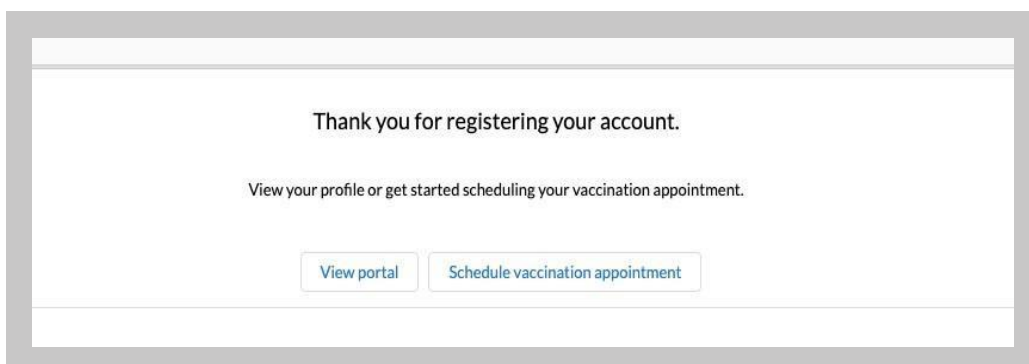 Thank you for registering your account.
View your profile or get started scheduling your vaccination appointment.
View portal
Schedule vaccination appointment